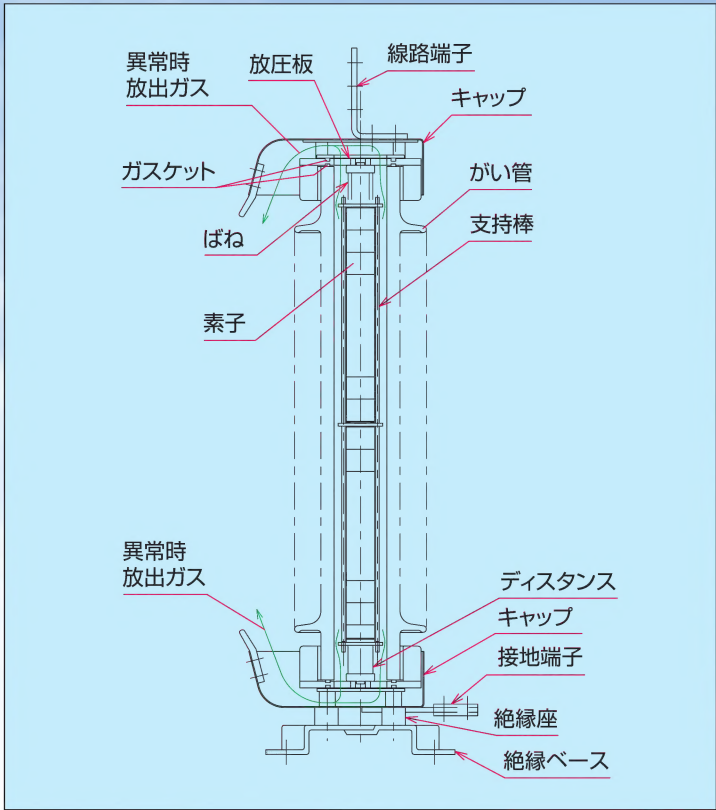 線路端子
異常時
放出ガス
放圧板
キャップ
ガスケット
がい管
ばね
支持棒
素子
異常時
放出ガス
ディスタンス
キャップ
接地端子
絶縁座
絶縁ベース